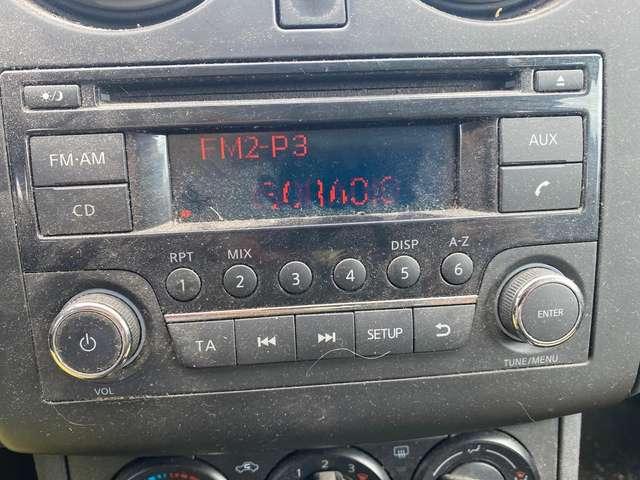 FM2-P3
FM·AM
AUX
CD
RPT MIX DISP A-Z
1 2 3 4 5 6
TA SETUP
ENTER
VOL
TUNE/MENU
3